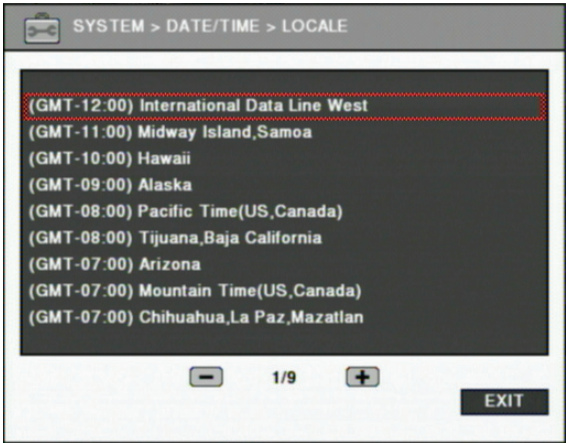 SYSTEM > DATE/TIME > LOCALE
(GMT-12:00) International Data Line West
(GMT-11:00) Midway Island,Samoa
(GMT-10:00) Hawaii
(GMT-09:00) Alaska
(GMT-08:00) Pacific Time(US,Canada)
(GMT-08:00) Tijuana,Baja California
(GMT-07:00) Arizona
(GMT-07:00) Mountain Time(US,Canada)
(GMT-07:00) Chihuahua,La Paz,Mazatlan
− 1/9 +
EXIT